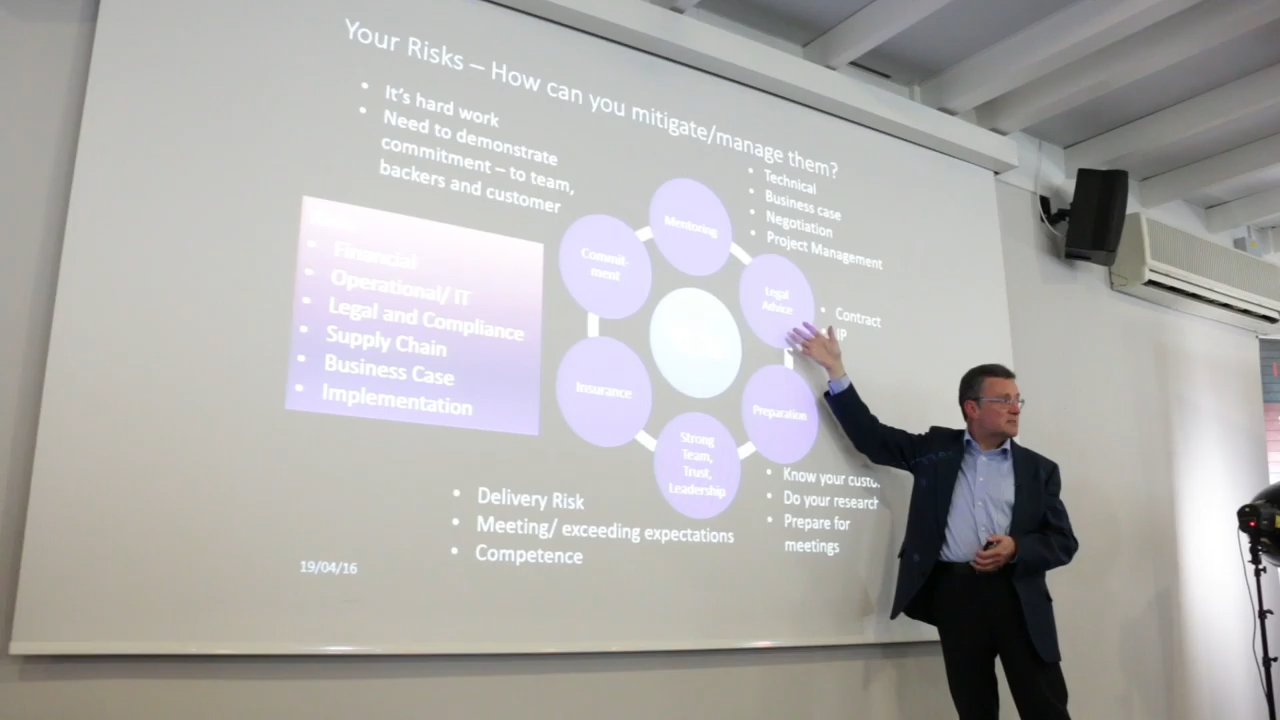 Your Risks – How can you mitigate/manage them?
• It's hard work
• Need to demonstrate
commitment – to team,
backers and customer
• Technical
• Business case
• Negotiation
• Project Management
• Financial
• Operational/ IT
• Legal and Compliance
• Supply Chain
• Business Case
• Implementation
Mentoring
Commit-
ment
Legal
Advice
• Contract
IP
Insurance
Preparation
Strong
Team,
Trust,
Leadership
• Know your
• Do your research
• Prepare for
meetings
• Delivery Risk
• Meeting/ exceeding expectations
• Competence
19/04/16